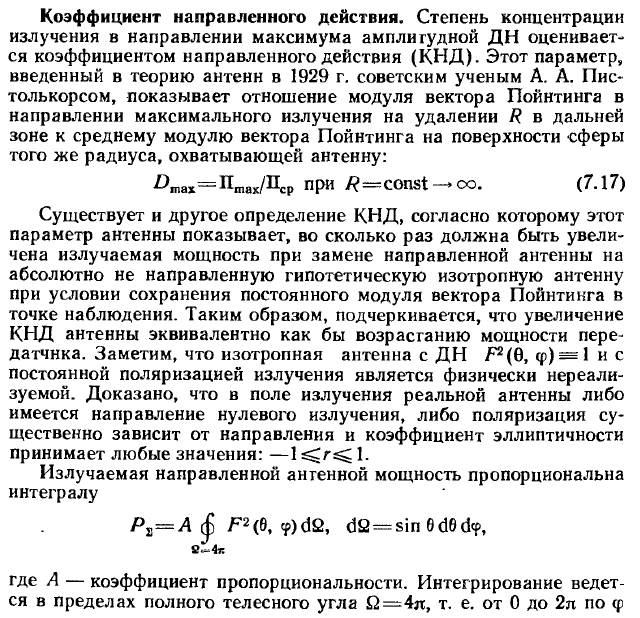 Коэффициент направленного действия. Степень концентрации
излучения в направлении максимума амплитудной ДН оценивает-
ся коэффициентом направленного действия (КНД). Этот параметр,
введенный в теорию антенн в 1929 г. советским ученым А. А. Пис-
толькорсом, показывает отношение модуля вектора Пойнтинга в
направлении максимального излучения на удалении R в дальней
зоне к среднему модулю вектора Пойнтинга на поверхности сферы
того же радиуса, охватывающей антенну:
Dmax=Пmax/Пср при R=const→∞. (7.17)
Существует и другое определение КНД, согласно которому этот
параметр антенны показывает, во сколько раз должна быть увели-
чена излучаемая мощность при замене направленной антенны на
абсолютно не направленную гипотетическую изотропную антенну
при условии сохранения постоянного модуля вектора Пойнтинга в
точке наблюдения. Таким образом, подчеркивается, что увеличение
КНД антенны эквивалентно как бы возрастанию мощности пере-
датчика. Заметим, что изотропная антенна с ДН F²(θ, φ)≡1 и с
постоянной поляризацией излучения является физически нереали-
зуемой. Доказано, что в поле излучения реальной антенны либо
имеется направление нулевого излучения, либо поляризация су-
щественно зависит от направления и коэффициент эллиптичности
принимает любые значения: —1⩽r⩽1.
Излучаемая направленной антенной мощность пропорциональна
интегралу
PΣ=A ∮ F²(θ, φ)dΩ, dΩ=sin θdθdφ,
Ω=4π
где A — коэффициент пропорциональности. Интегрирование ведет-
ся в пределах полного телесного угла Ω=4π, т. е. от 0 до 2π по φ